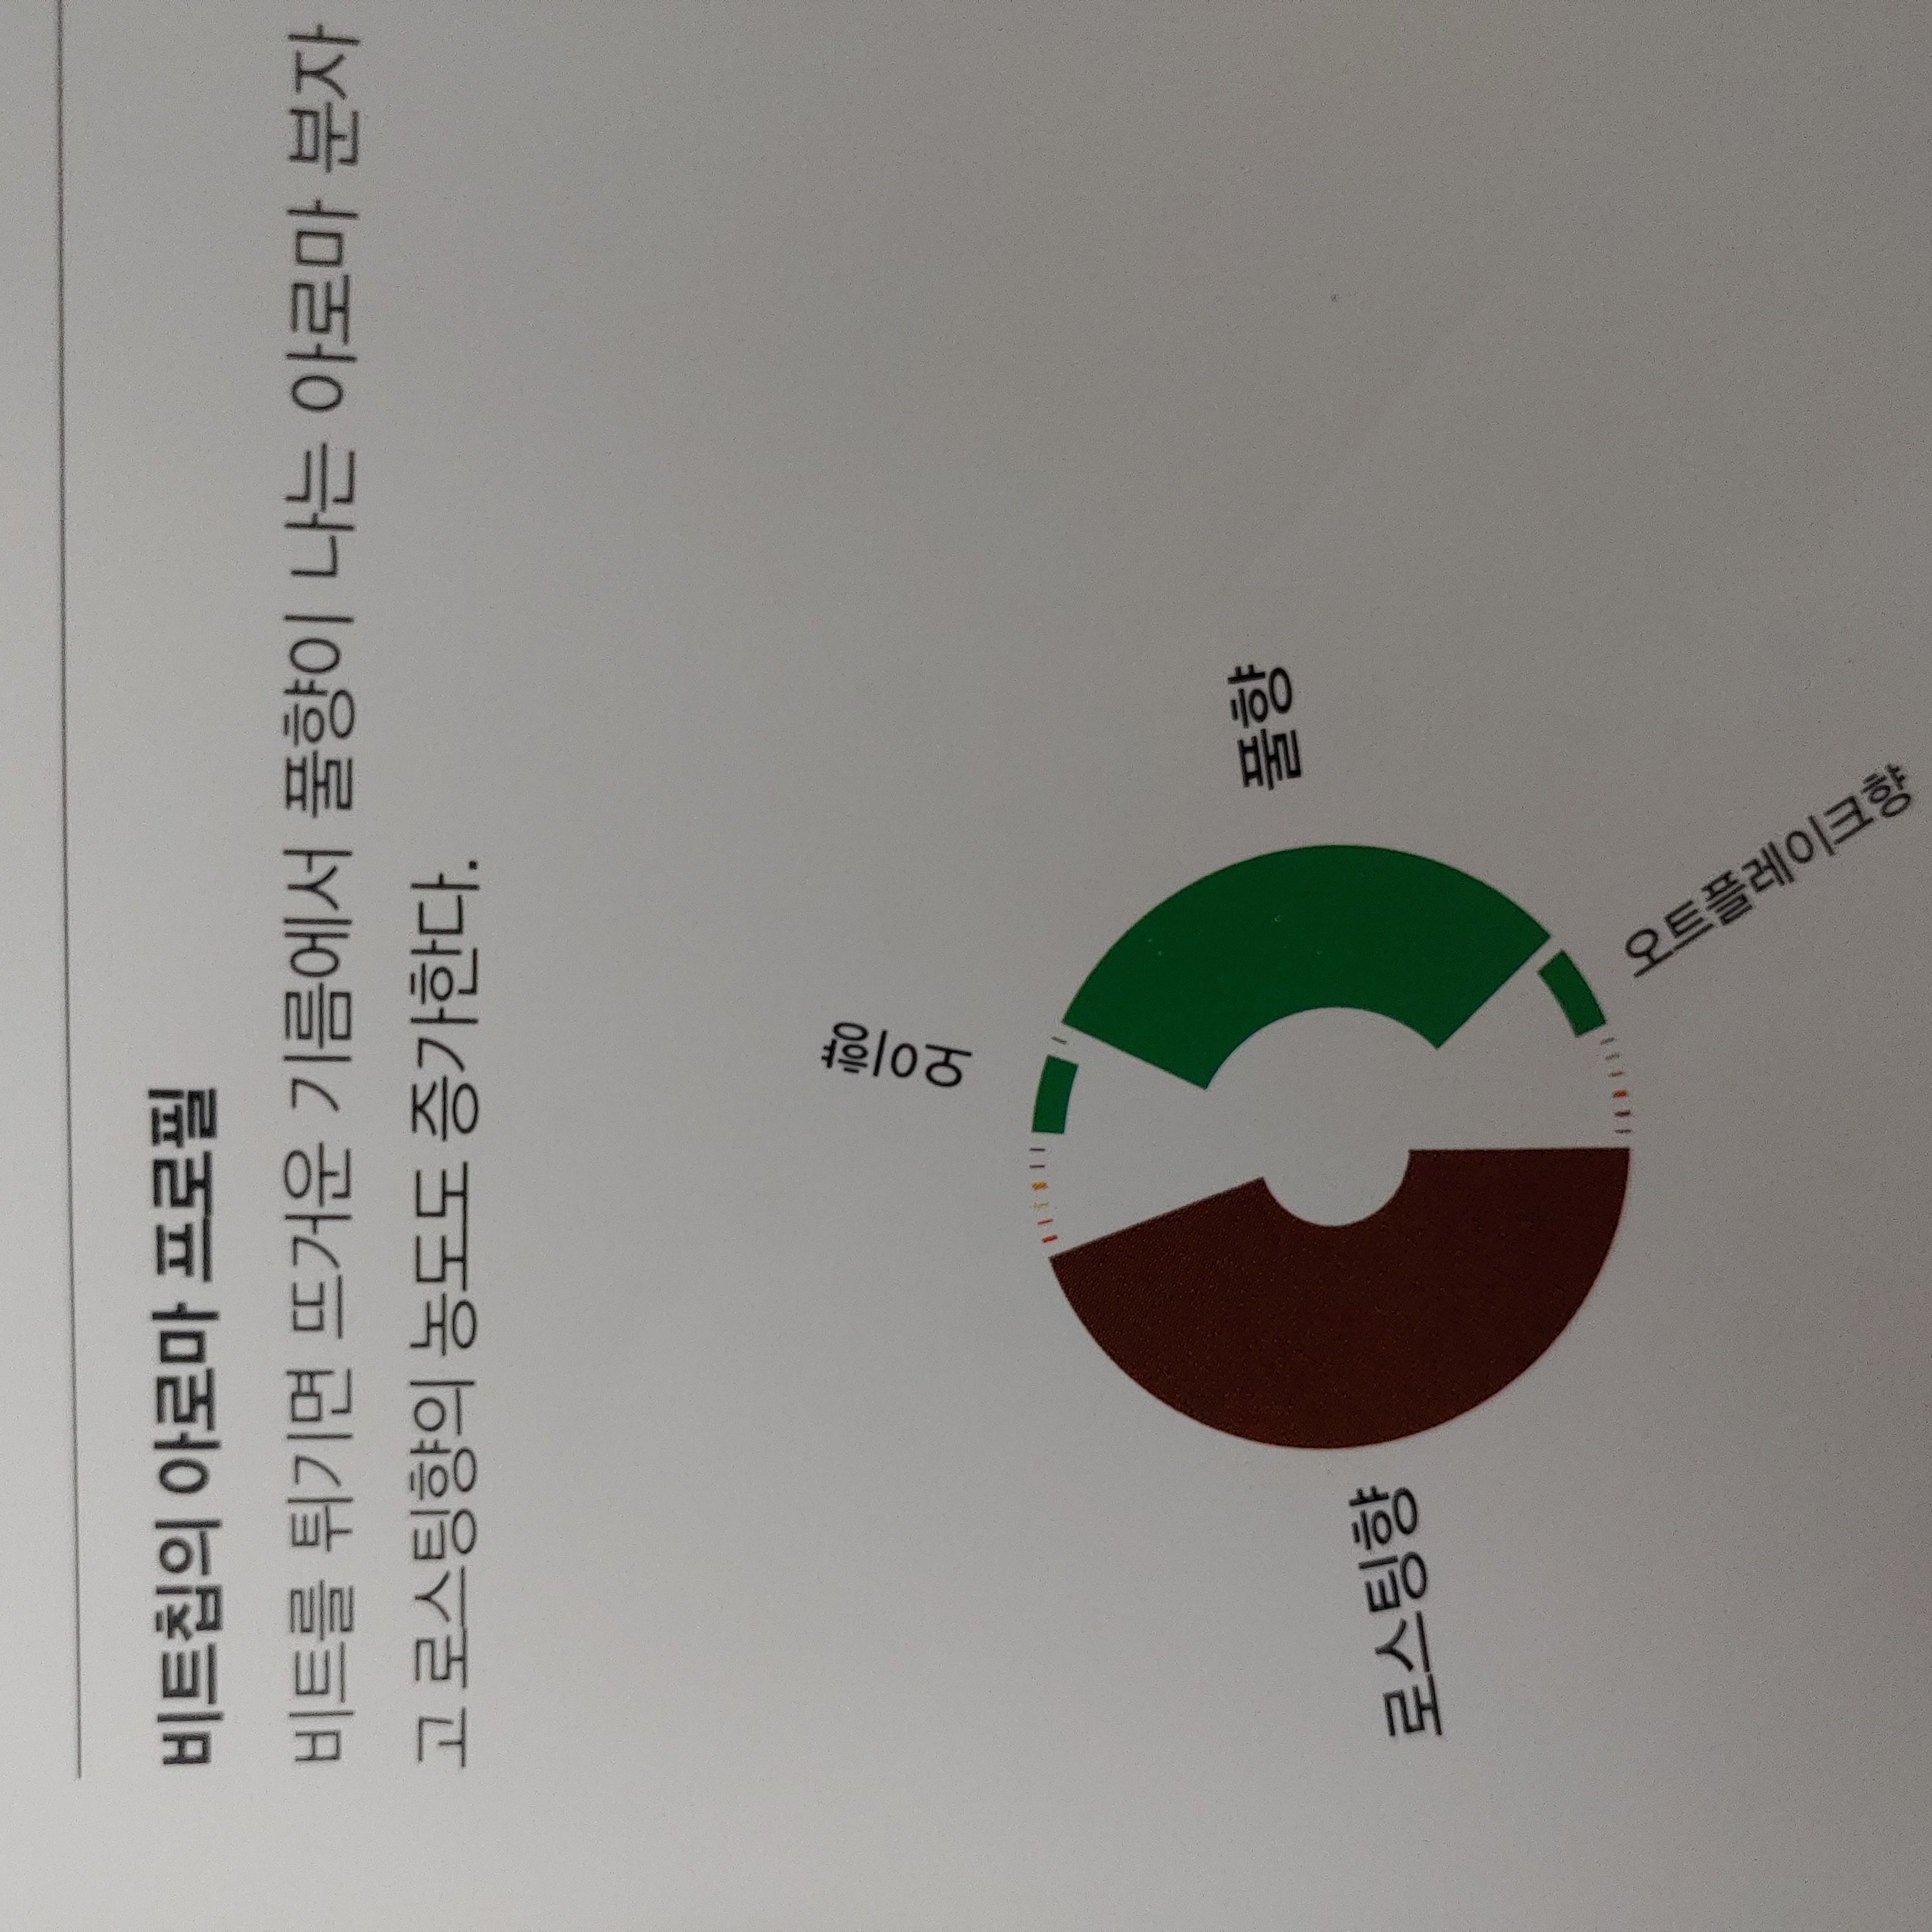 비트칩의 아로마 프로필
비트를 튀기면 뜨거운 기름에서 풀향이 나는 아로마 분자
고 로스팅향의 농도도 증가한다.
오이향
풀향
로스팅향
오트플레이크향